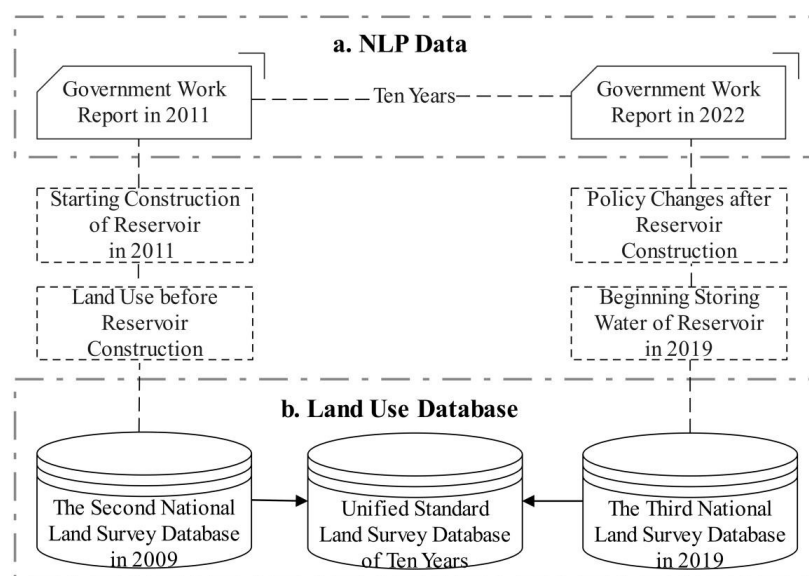 a. NLP Data
Government Work
Report in 2011
Ten Years
Government Work
Report in 2022
Starting Construction
of Reservoir
in 2011
Policy Changes after
Reservoir
Construction
Land Use before
Reservoir
Construction
Beginning Storing
Water of Reservoir
in 2019
b. Land Use Database
The Second National
Land Survey Database
in 2009
Unified Standard
Land Survey Database
of Ten Years
The Third National
Land Survey Database
in 2019